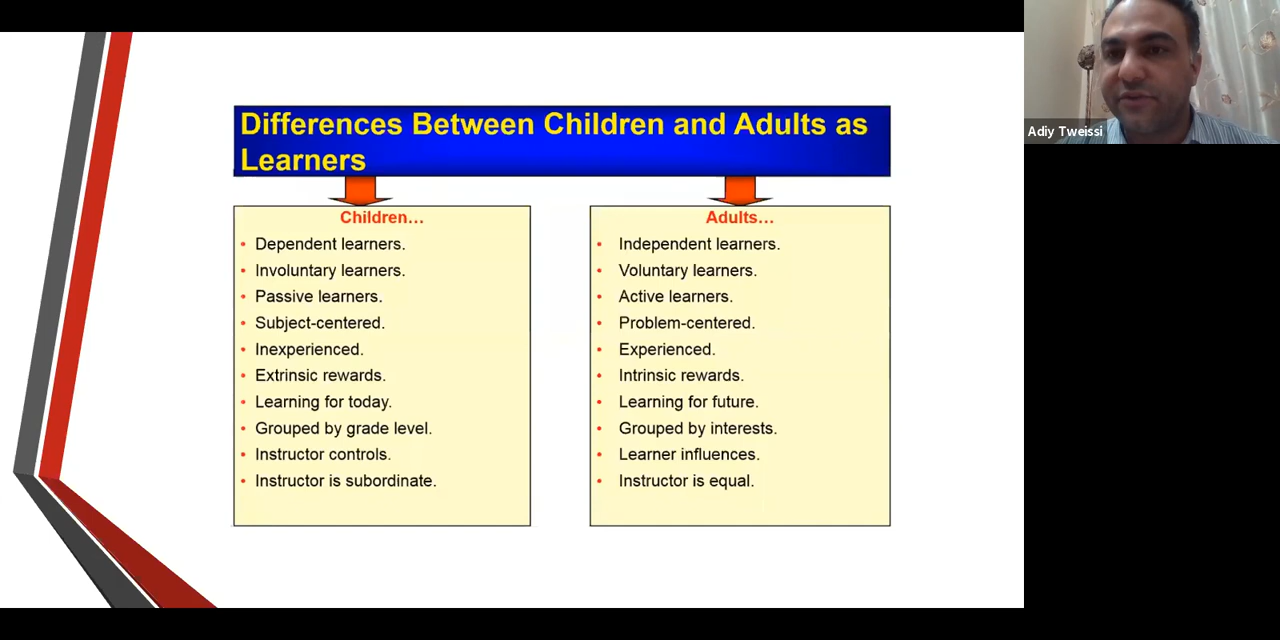 Differences Between Children and Adults as
Learners
Children…
• Dependent learners.
• Involuntary learners.
• Passive learners.
• Subject-centered.
• Inexperienced.
• Extrinsic rewards.
• Learning for today.
• Grouped by grade level.
• Instructor controls.
• Instructor is subordinate.
Adults…
• Independent learners.
• Voluntary learners.
• Active learners.
• Problem-centered.
• Experienced.
• Intrinsic rewards.
• Learning for future.
• Grouped by interests.
• Learner influences.
• Instructor is equal.
Adiy Tweissi